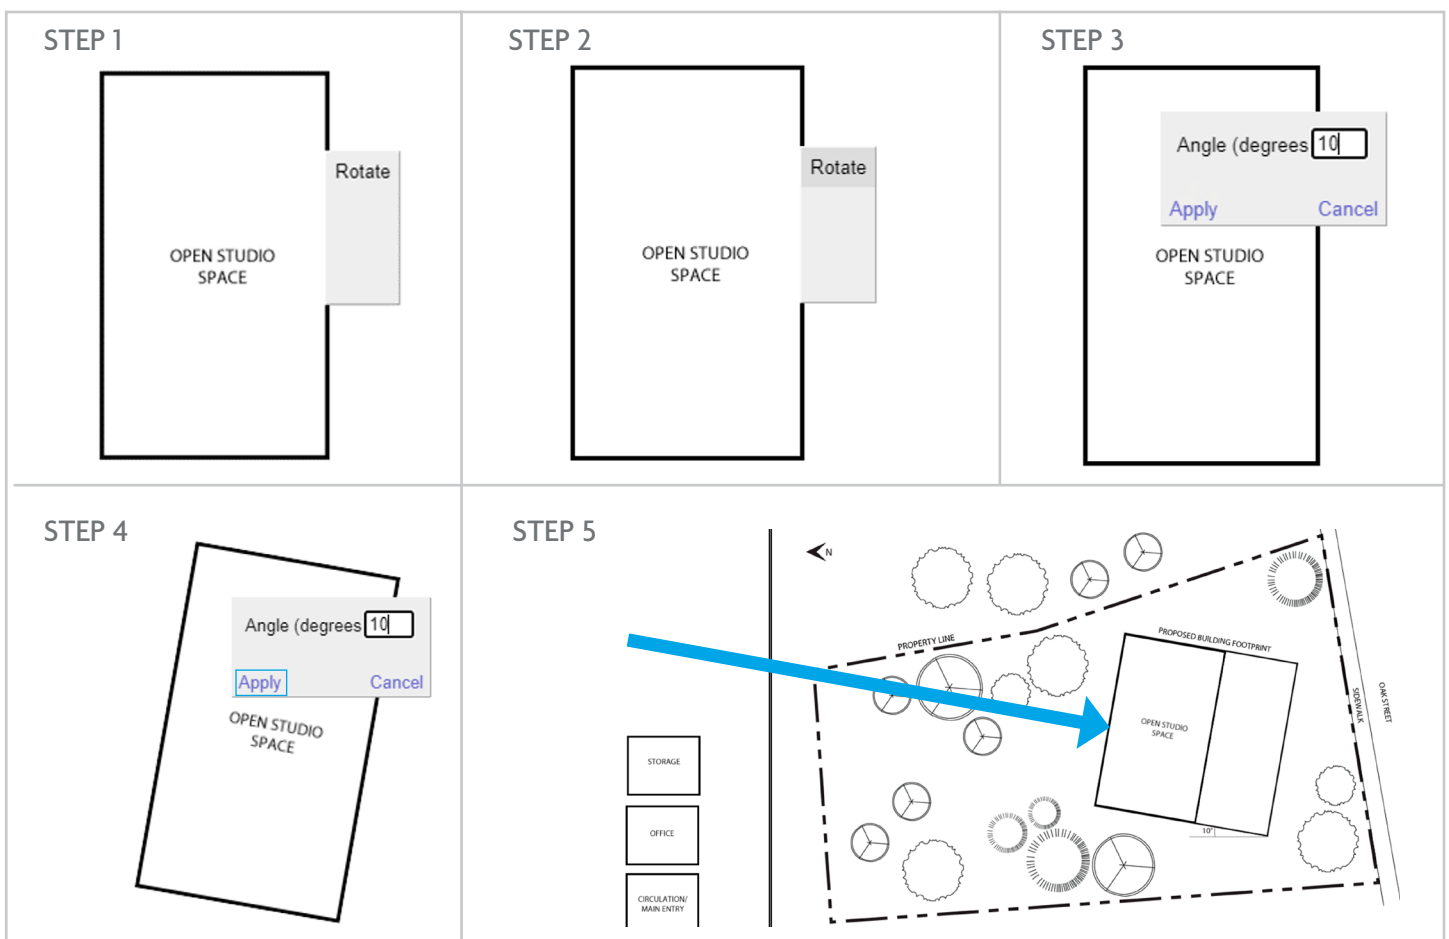 STEP 1
Rotate
OPEN STUDIO
SPACE
STEP 2
Rotate
OPEN STUDIO
SPACE
STEP 3
Angle (degrees 10
Apply Cancel
OPEN STUDIO
SPACE
STEP 4
Angle (degrees 10
Apply Cancel
OPEN STUDIO
SPACE
STEP 5
N
PROPERTY LINE
PROPOSED BUILDING FOOTPRINT
OAK STREET
SIDEWALK
OPEN STUDIO
SPACE
10°
STORAGE
OFFICE
CIRCULATION/
MAIN ENTRY